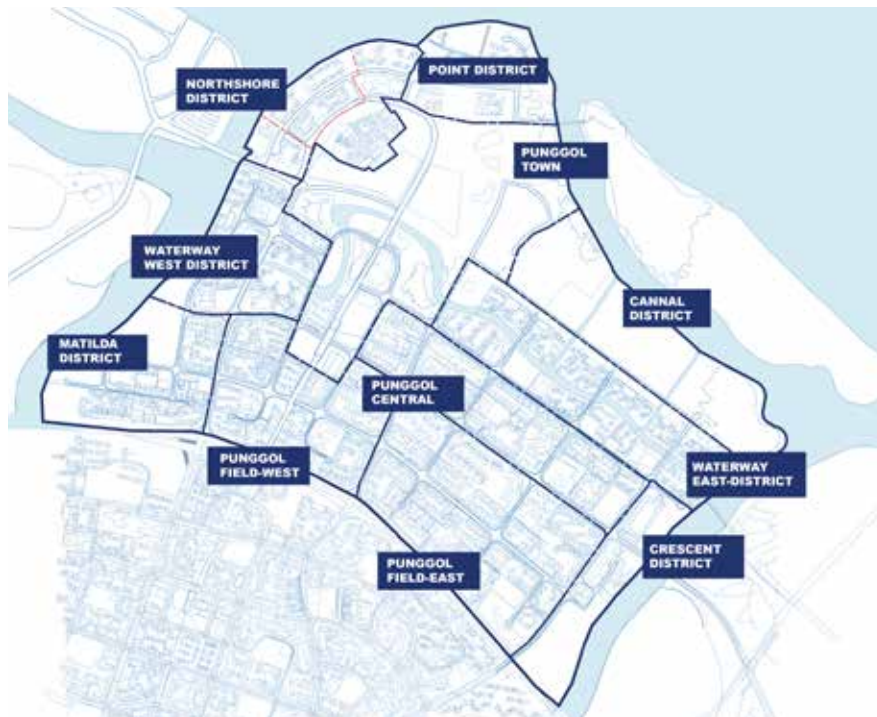 POINT DISTRICT
NORTHSHORE
DISTRICT
PUNGGOL
TOWN
WATERWAY
WEST DISTRICT
CANNAL
DISTRICT
MATILDA
DISTRICT
PUNGGOL
CENTRAL
PUNGGOL
FIELD-WEST
WATERWAY
EAST-DISTRICT
CRESCENT
DISTRICT
PUNGGOL
FIELD-EAST